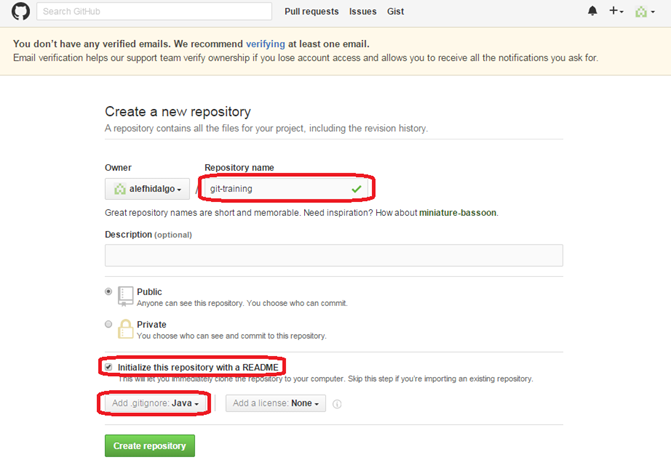 Search GitHub Pull requests Issues Gist
You don't have any verified emails. We recommend verifying at least one email.
Email verification helps our support team verify ownership if you lose account access and allows you to receive all the notifications you ask for.
Create a new repository
A repository contains all the files for your project, including the revision history.
Owner Repository name
alefhidalgo / git-training
Great repository names are short and memorable. Need inspiration? How about miniature-bassoon.
Description (optional)
Public
Anyone can see this repository. You choose who can commit.
Private
You choose who can see and commit to this repository.
Initialize this repository with a README
This will let you immediately clone the repository to your computer. Skip this step if you're importing an existing repository.
Add .gitignore: Java Add a license: None
Create repository